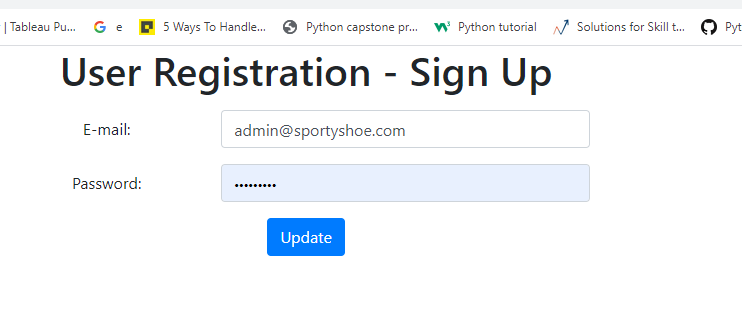 | Tableau Pu... e 5 Ways To Handle... Python capstone pr... Python tutorial Solutions for Skill t... Pyt
User Registration - Sign Up
E-mail: admin@sportyshoe.com
Password: •••••••••
Update